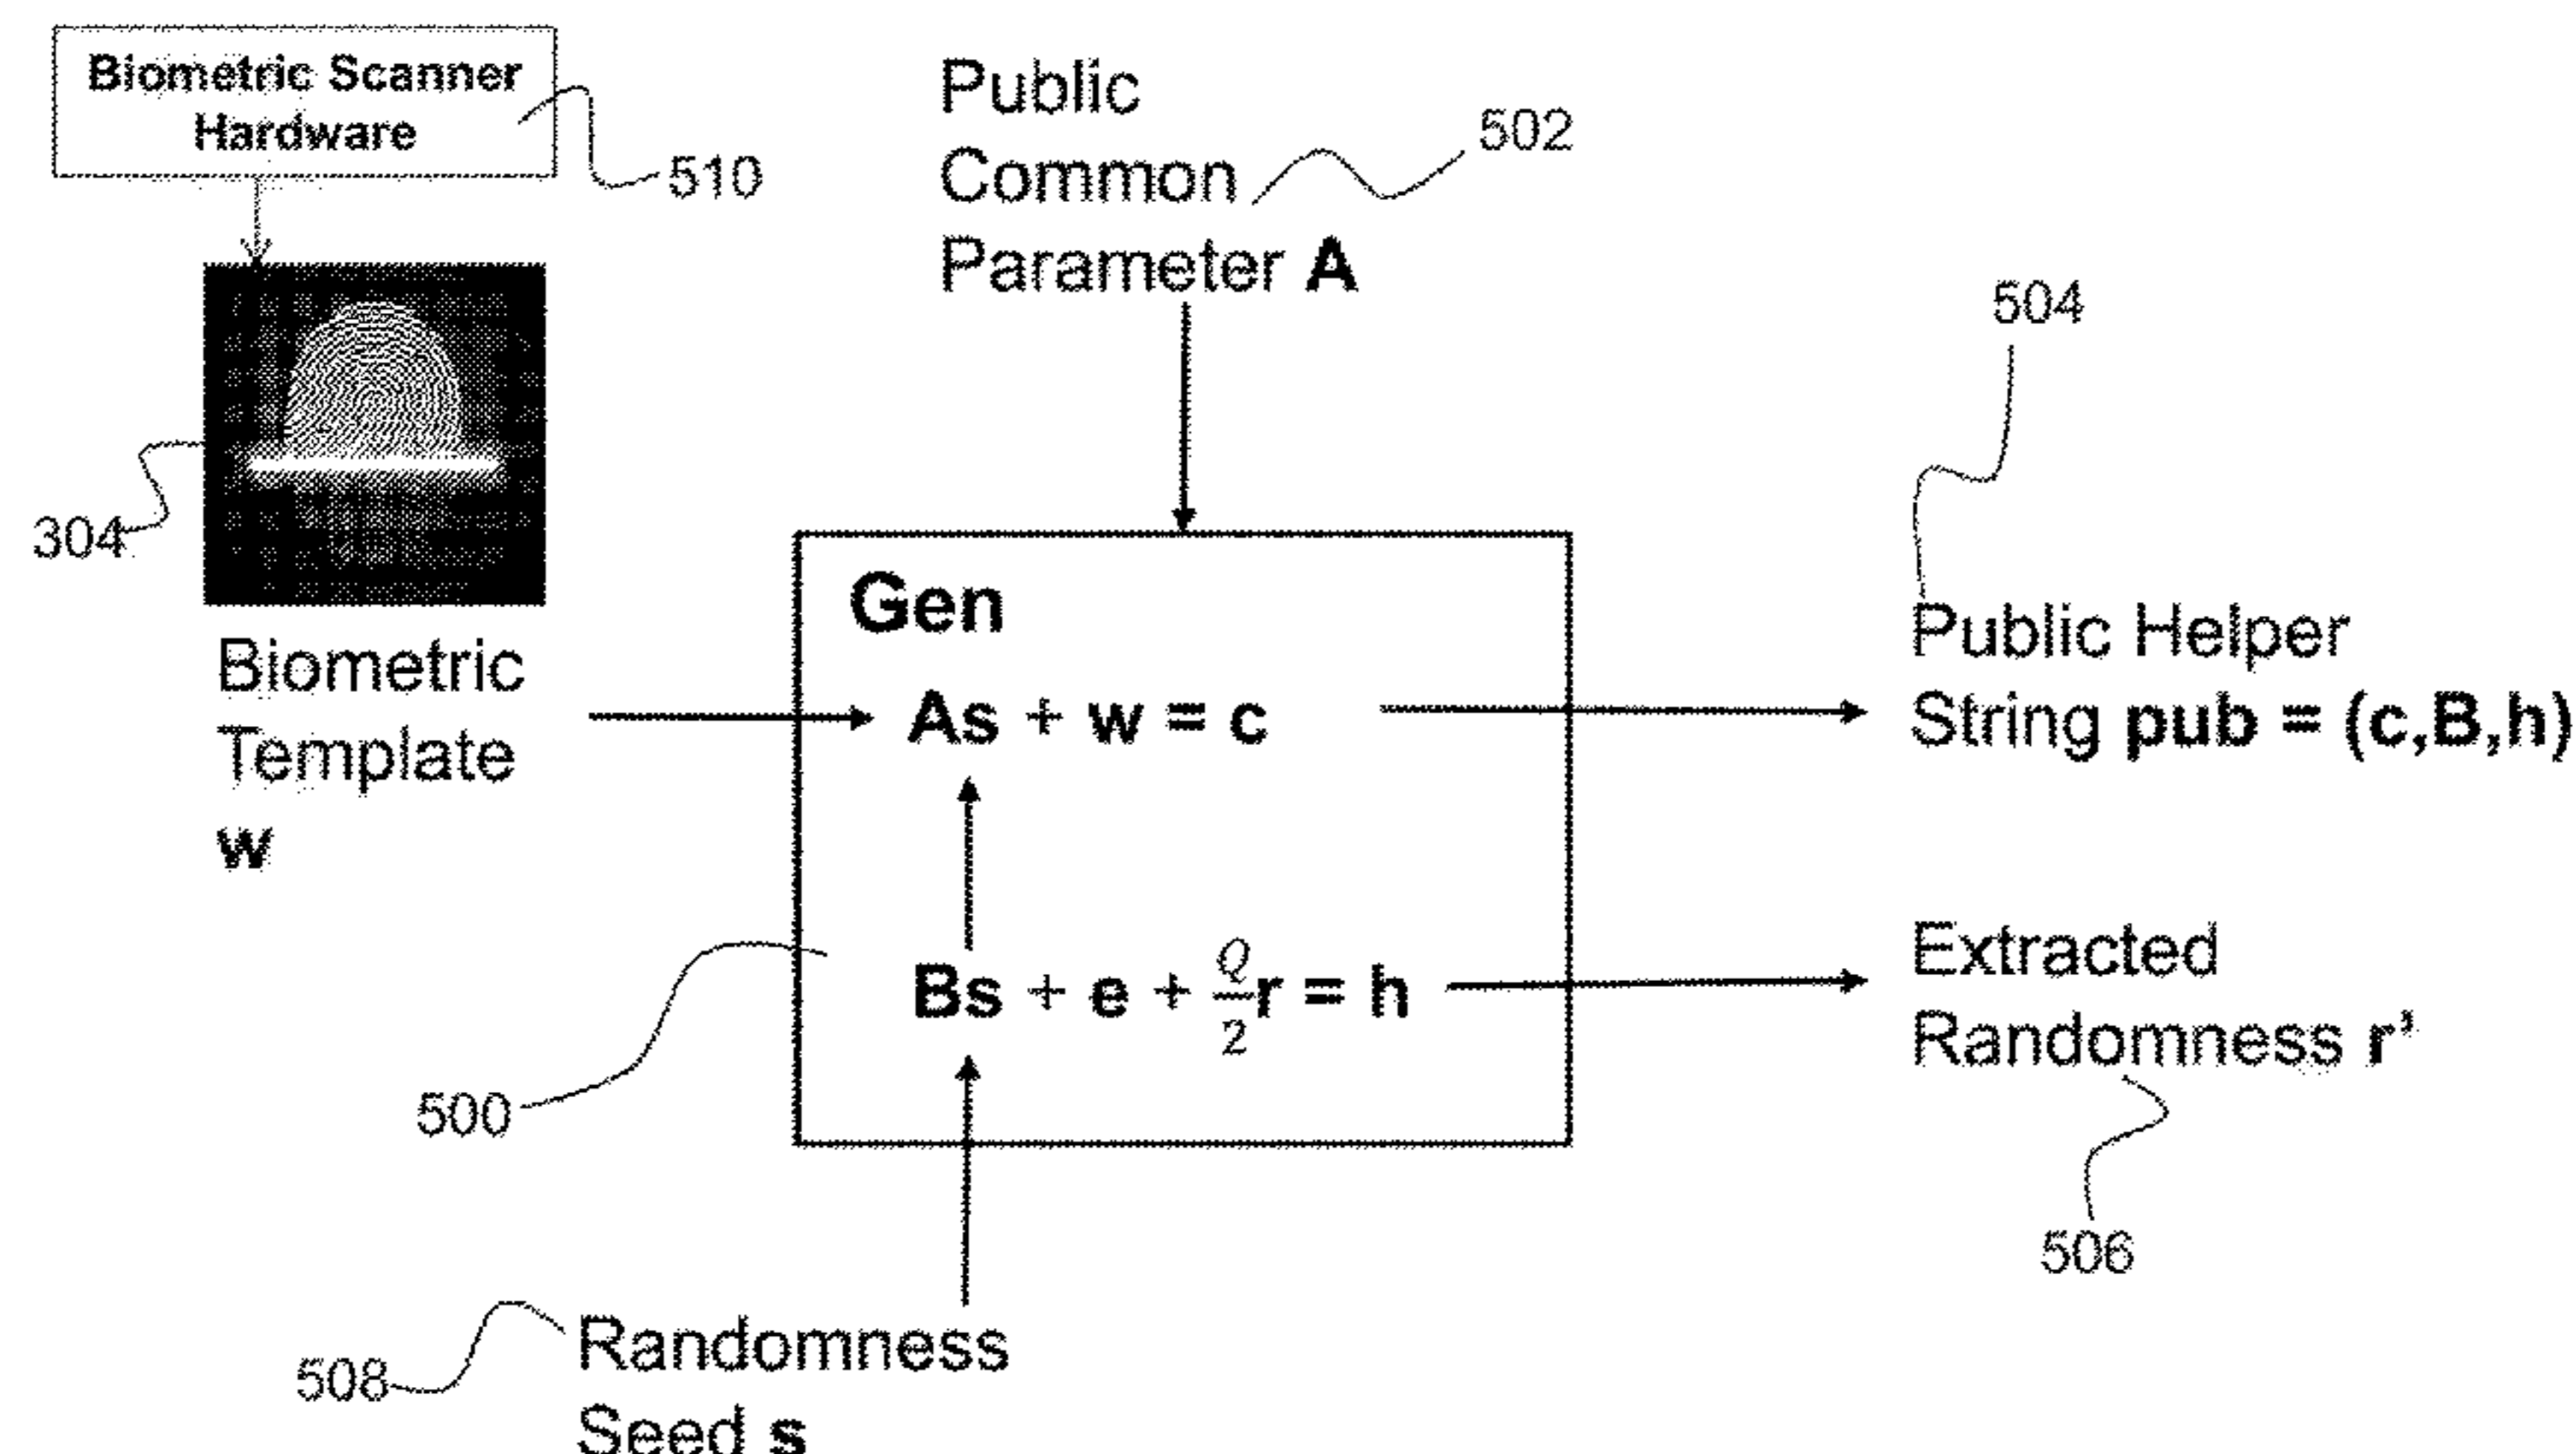 Biometric Scanner
Hardware
510
Public
Common
Parameter A
502
304
Biometric
Template
w
Gen
As + w = c
Bs + e + Q/2 r = h
500
504
Public Helper
String pub = (c,B,h)
Extracted
Randomness r'
506
508
Randomness
Seed s